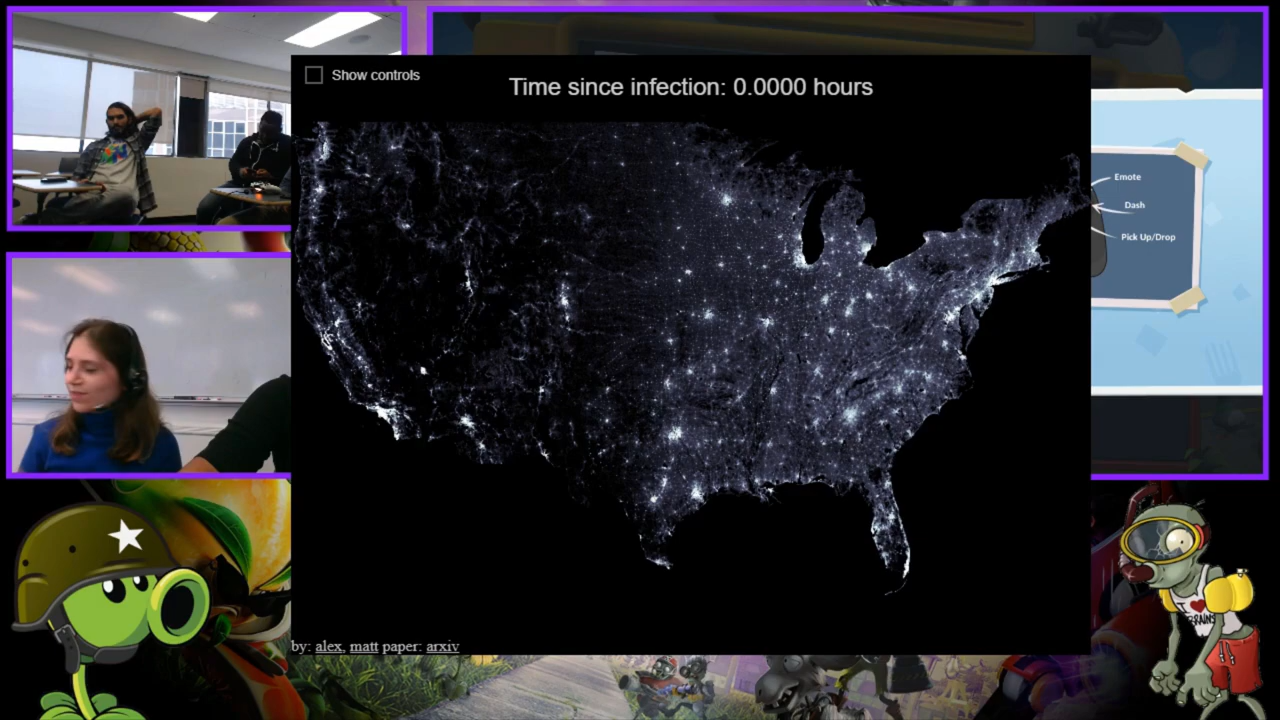 Show controls
Time since infection: 0.0000 hours
Emote
Dash
Pick Up/Drop
by: alex, matt paper: arxiv
I ♥
BRAINS